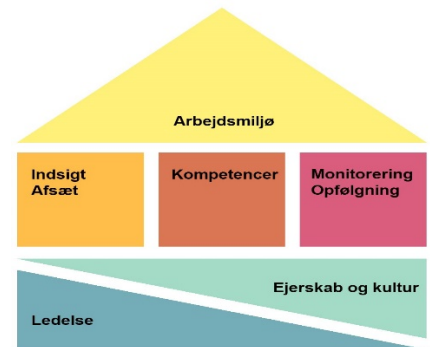 Arbejdsmiljø
Indsigt
Afsæt
Kompetencer
Monitorering
Opfølgning
Ejerskab og kultur
Ledelse